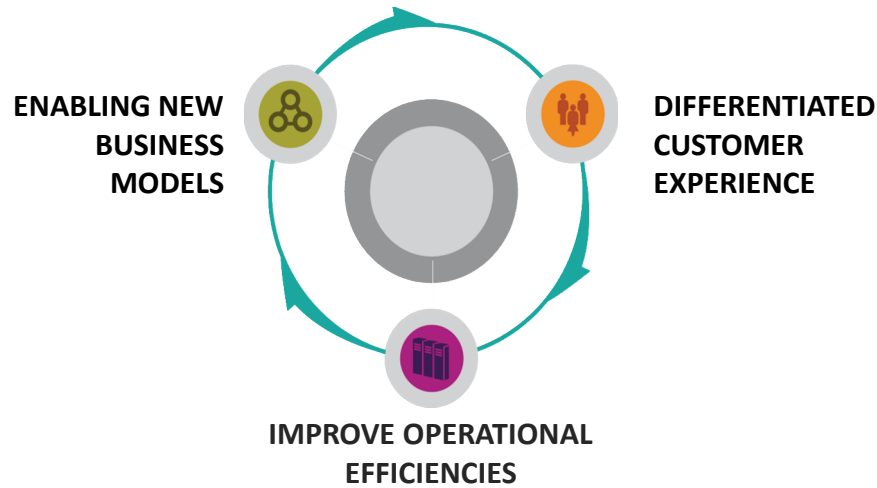 ENABLING NEW
BUSINESS
MODELS
DIFFERENTIATED
CUSTOMER
EXPERIENCE
IMPROVE OPERATIONAL
EFFICIENCIES